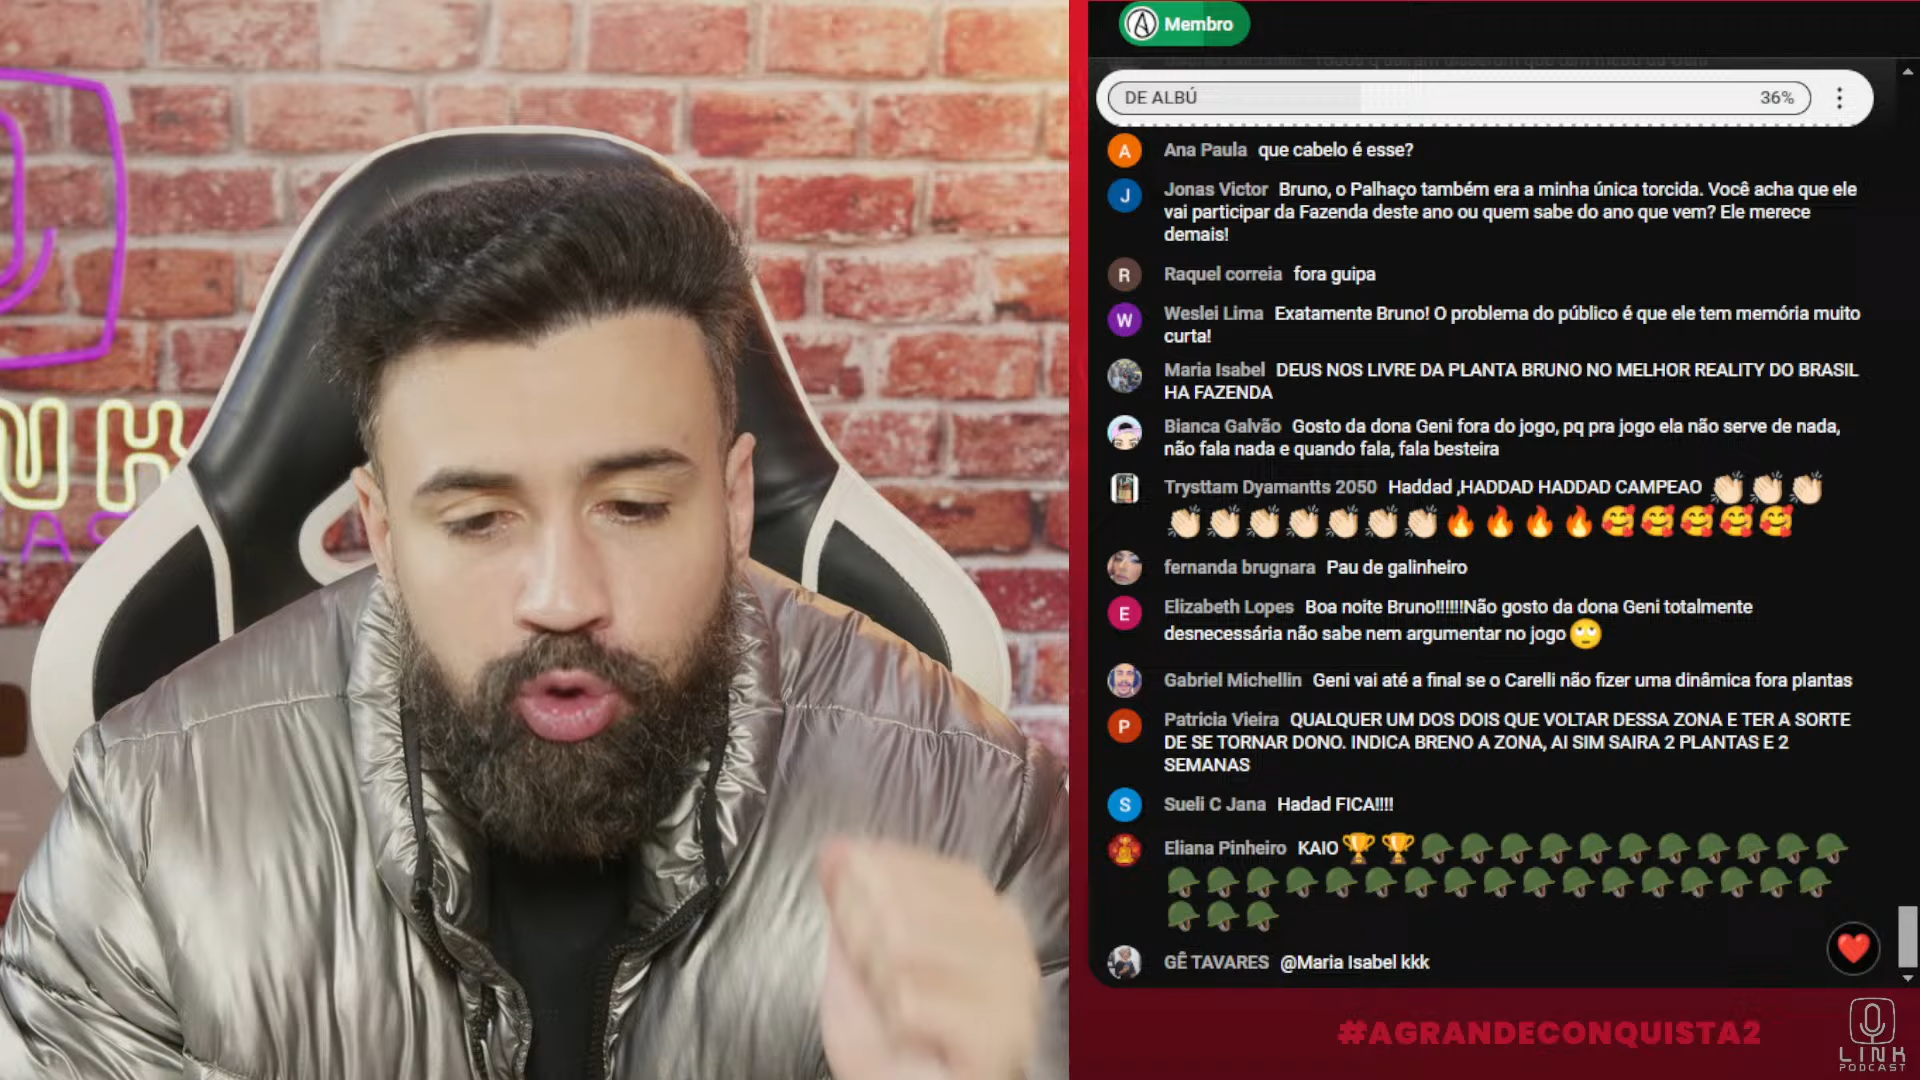 Membro
DE ALBÚ 36%
Ana Paula que cabelo é esse?
Jonas Victor Bruno, o Palhaço também era a minha única torcida. Você acha que ele
vai participar da Fazenda deste ano ou quem sabe do ano que vem? Ele merece
demais!
Raquel correia fora guipa
Weslei Lima Exatamente Bruno! O problema do público é que ele tem memória muito
curta!
Maria Isabel DEUS NOS LIVRE DA PLANTA BRUNO NO MELHOR REALITY DO BRASIL
HA FAZENDA
Bianca Galvão Gosto da dona Geni fora do jogo, pq pra jogo ela não serve de nada,
não fala nada e quando fala, fala besteira
Trysttam Dyamantts 2050 Haddad ,HADDAD HADDAD CAMPEAO 👏🏻👏🏻👏🏻
👏🏻👏🏻👏🏻👏🏻👏🏻👏🏻👏🏻🔥🔥🔥🔥🥰🥰🥰🥰🥰
fernanda brugnara Pau de galinheiro
Elizabeth Lopes Boa noite Bruno!!!!!!Não gosto da dona Geni totalmente
desnecessária não sabe nem argumentar no jogo🙄
Gabriel Michellin Geni vai até a final se o Carelli não fizer uma dinâmica fora plantas
Patricia Vieira QUALQUER UM DOS DOIS QUE VOLTAR DESSA ZONA E TER A SORTE
DE SE TORNAR DONO. INDICA BRENO A ZONA, AI SIM SAIRA 2 PLANTAS E 2
SEMANAS
Sueli C Jana Hadad FICA!!!!
Eliana Pinheiro KAIO🏆🏆🪖🪖🪖🪖🪖🪖🪖🪖🪖🪖🪖
🪖🪖🪖🪖🪖🪖🪖🪖🪖🪖🪖🪖🪖🪖🪖🪖🪖
🪖🪖🪖
GÊ TAVARES @Maria Isabel kkk
#AGRANDECONQUISTA2
LINK
PODCAST